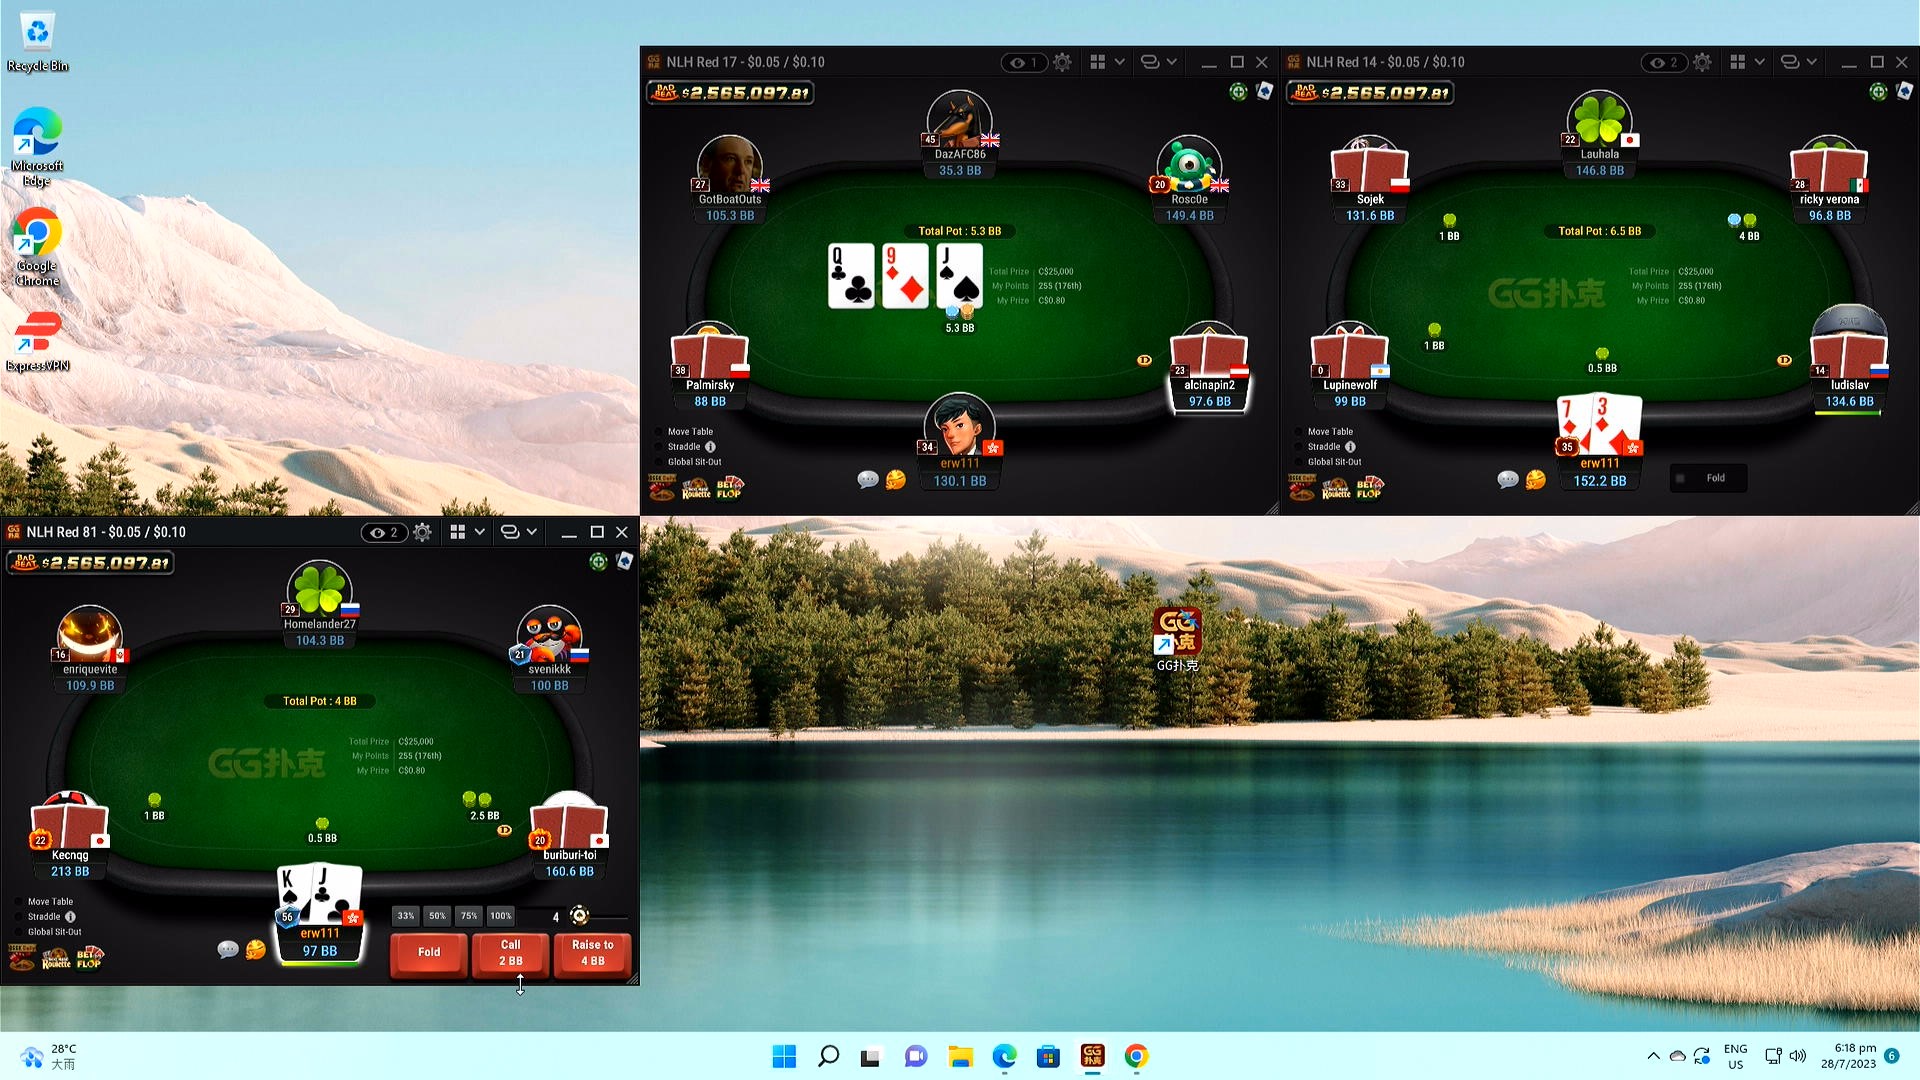 Recycle Bin
Microsoft
Edge
Google
Chrome
ExpressVPN
NLH Red 17 - $0.05 / $0.10
1
BAD BEAT $2,565,097.81
45
DazAFC86
35.3 BB
27
GotBoatOuts
105.3 BB
20
Rosc0e
149.4 BB
Total Pot : 5.3 BB
Q 9 J
Total Prize C$25,000
My Points 255 (176th)
My Prize C$0.80
5.3 BB
D
38
Palmirsky
88 BB
23
alcinapin2
97.6 BB
Move Table
Straddle
Global Sit-Out
34
erw111
130.1 BB
Roulette
BET FLOP
NLH Red 14 - $0.05 / $0.10
2
BAD BEAT $2,565,097.81
22
Lauhala
146.8 BB
33
Sojek
131.6 BB
28
ricky verona
96.8 BB
1 BB
Total Pot : 6.5 BB
4 BB
GG扑克
Total Prize C$25,000
My Points 255 (176th)
My Prize C$0.80
1 BB
0.5 BB
D
0
Lupinewolf
99 BB
14
ludislav
134.6 BB
7 3
Move Table
Straddle
Global Sit-Out
35
erw111
152.2 BB
Fold
Roulette
BET FLOP
NLH Red 81 - $0.05 / $0.10
2
BAD BEAT $2,565,097.81
29
Homelander27
104.3 BB
16
enriquevite
109.9 BB
21
svenikkk
100 BB
Total Pot : 4 BB
GG扑克
Total Prize C$25,000
My Points 255 (176th)
My Prize C$0.80
1 BB
2.5 BB
0.5 BB
D
22
Kecnqg
213 BB
20
buriburi-toi
160.6 BB
K J
Move Table
Straddle
Global Sit-Out
56
erw111
97 BB
33% 50% 75% 100% 4
Fold
Call
2 BB
Raise to
4 BB
Roulette
BET FLOP
GG扑克
GG扑克
28°C
大雨
GG扑克
ENG
US
6:18 pm
28/7/2023
6